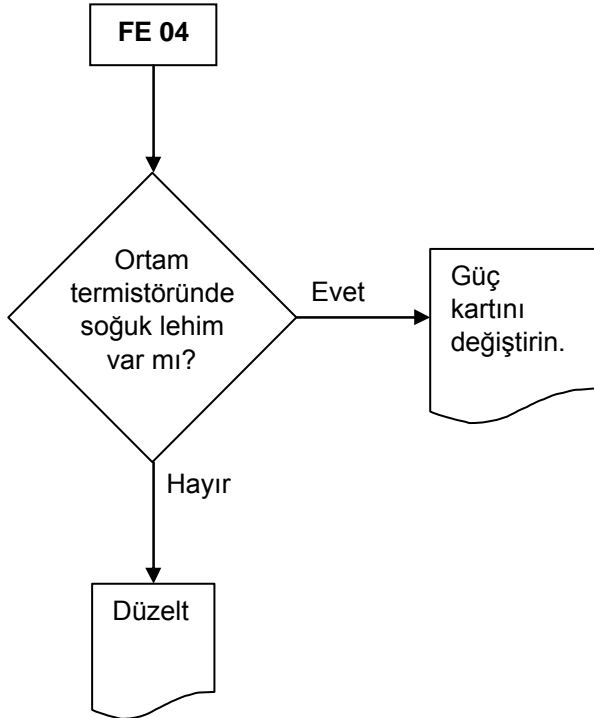 FE 04
Ortam
termistöründe
soğuk lehim
var mı?
Evet
Güç
kartını
değiştirin.
Hayır
Düzelt